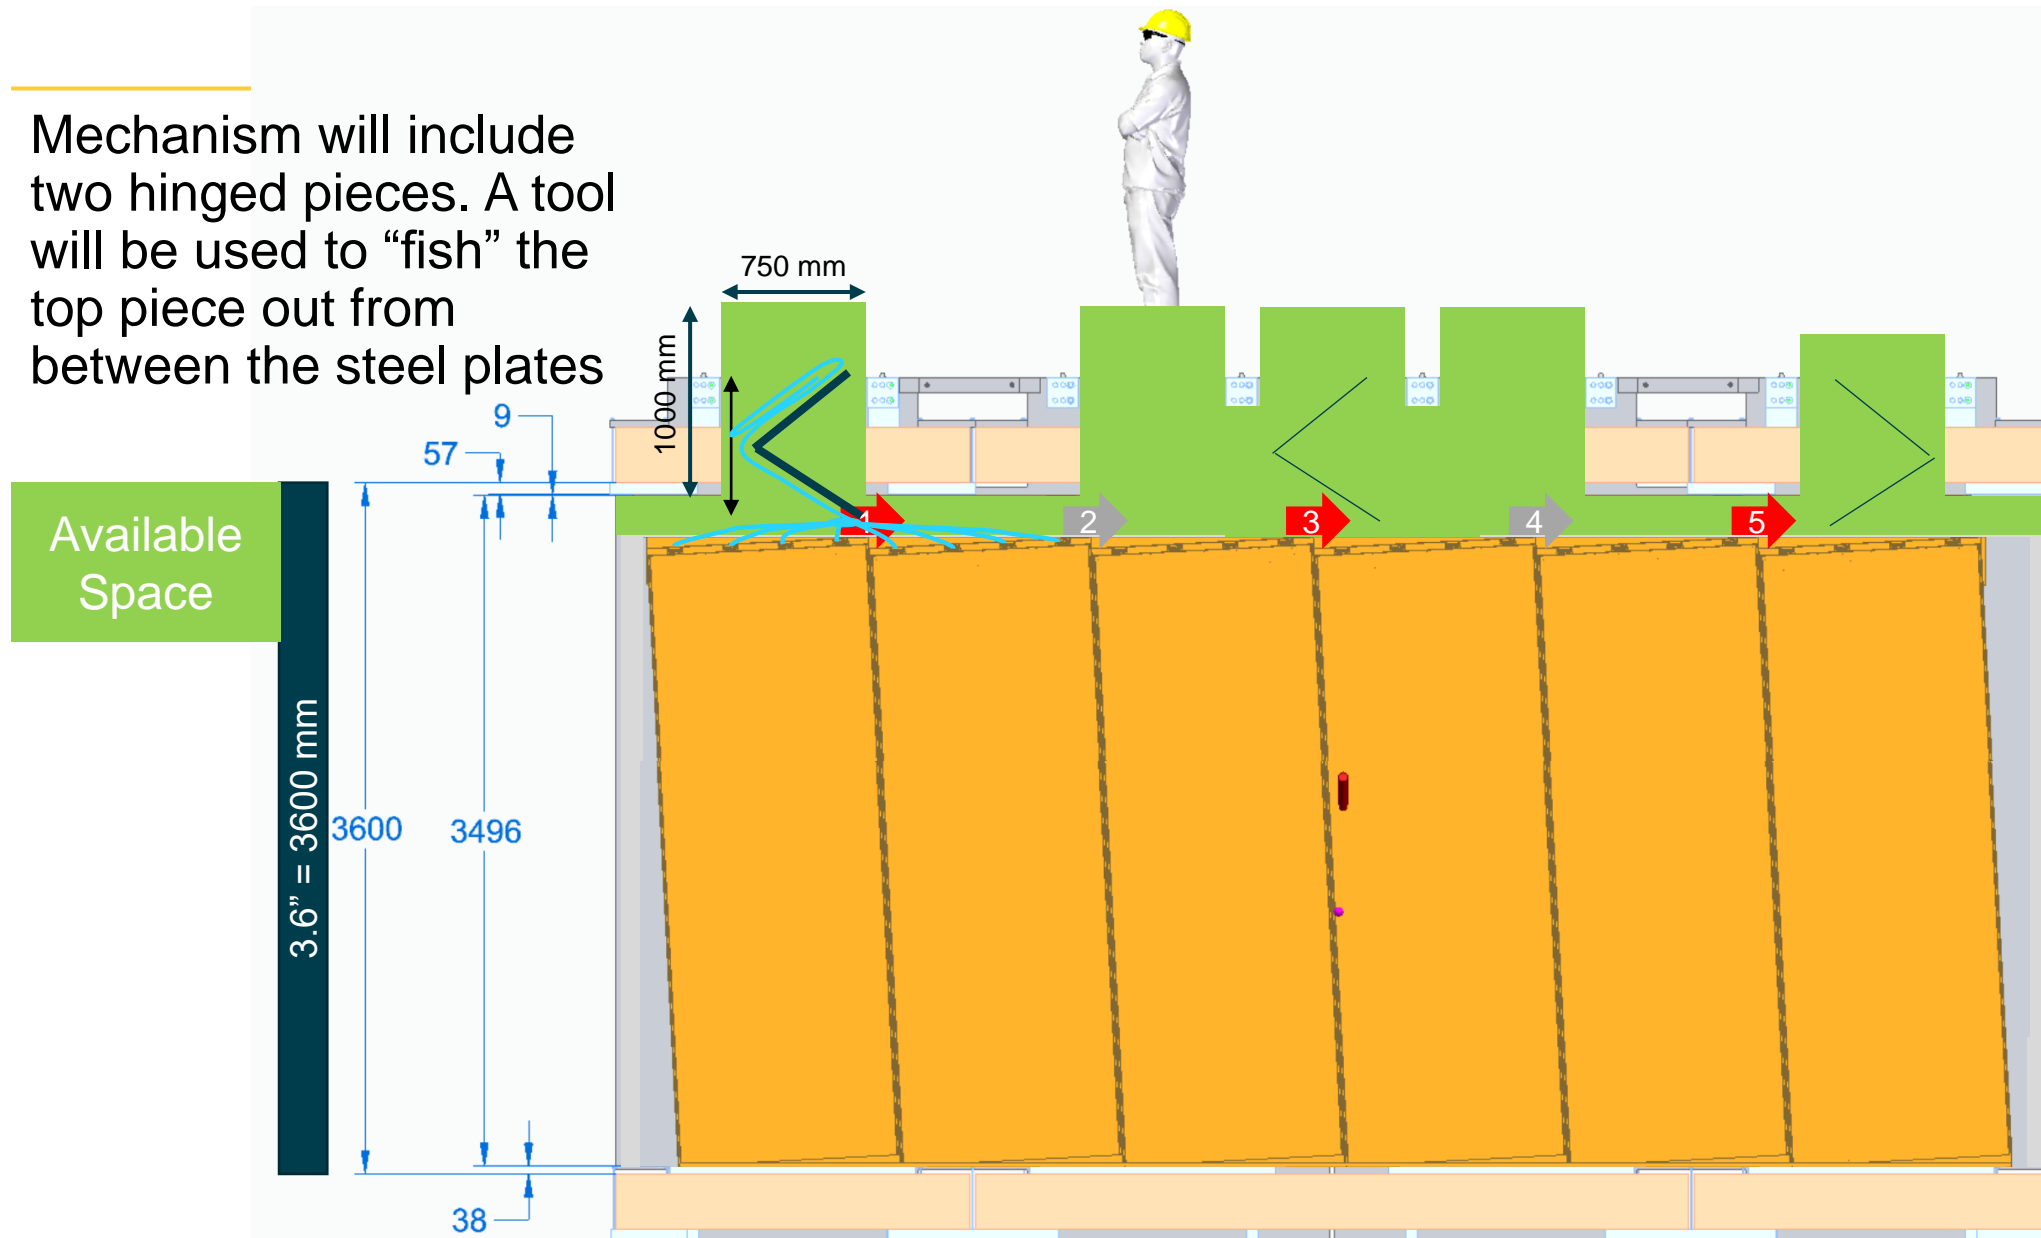 Mechanism will include
two hinged pieces. A tool
will be used to “fish” the
top piece out from
between the steel plates
750 mm
1000 mm
9
57
Available
Space
1
2
3
4
5
3.6” = 3600 mm
3600
3496
38